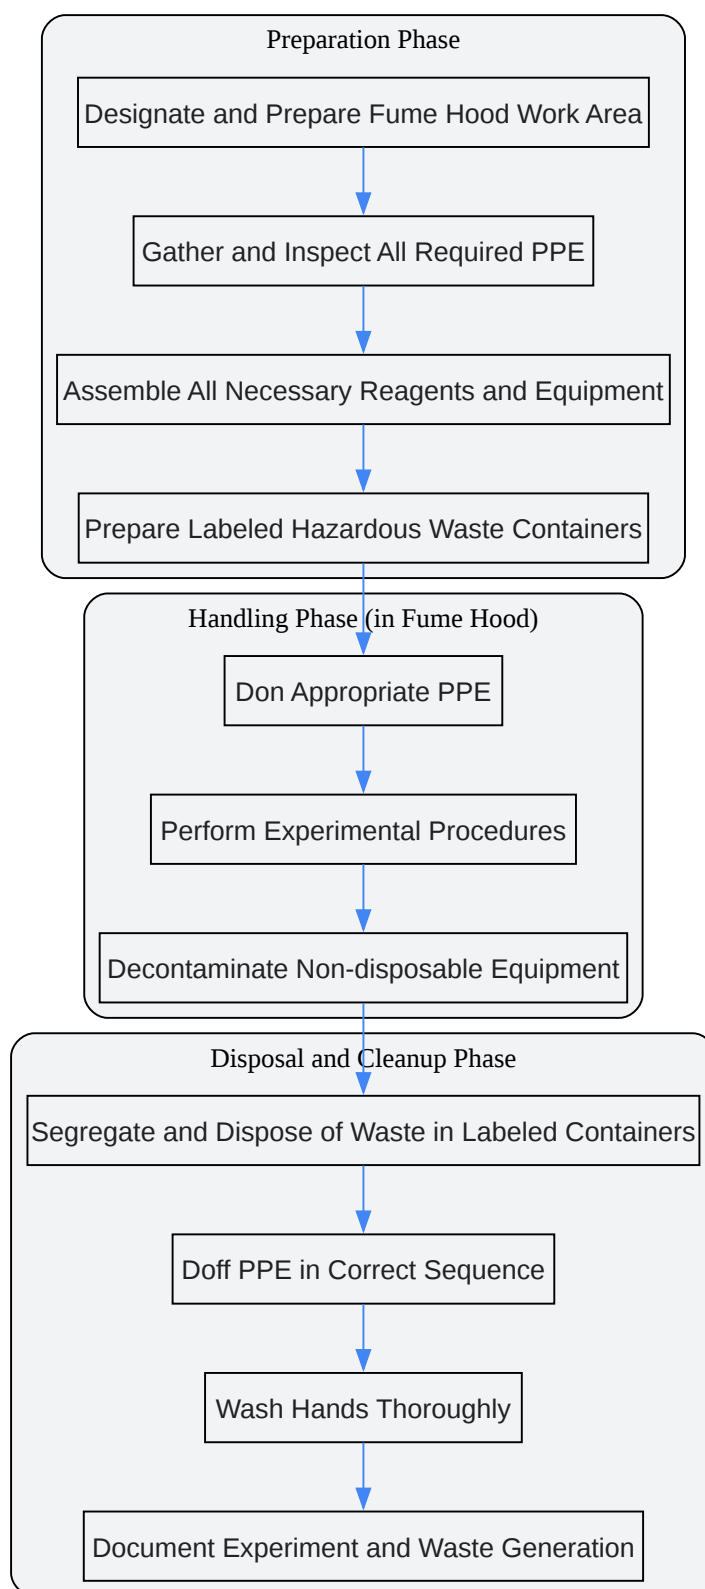 Preparation Phase
Designate and Prepare Fume Hood Work Area
Gather and Inspect All Required PPE
Assemble All Necessary Reagents and Equipment
Prepare Labeled Hazardous Waste Containers
Handling Phase (in Fume Hood)
Don Appropriate PPE
Perform Experimental Procedures
Decontaminate Non-disposable Equipment
Disposal and Cleanup Phase
Segregate and Dispose of Waste in Labeled Containers
Doff PPE in Correct Sequence
Wash Hands Thoroughly
Document Experiment and Waste Generation